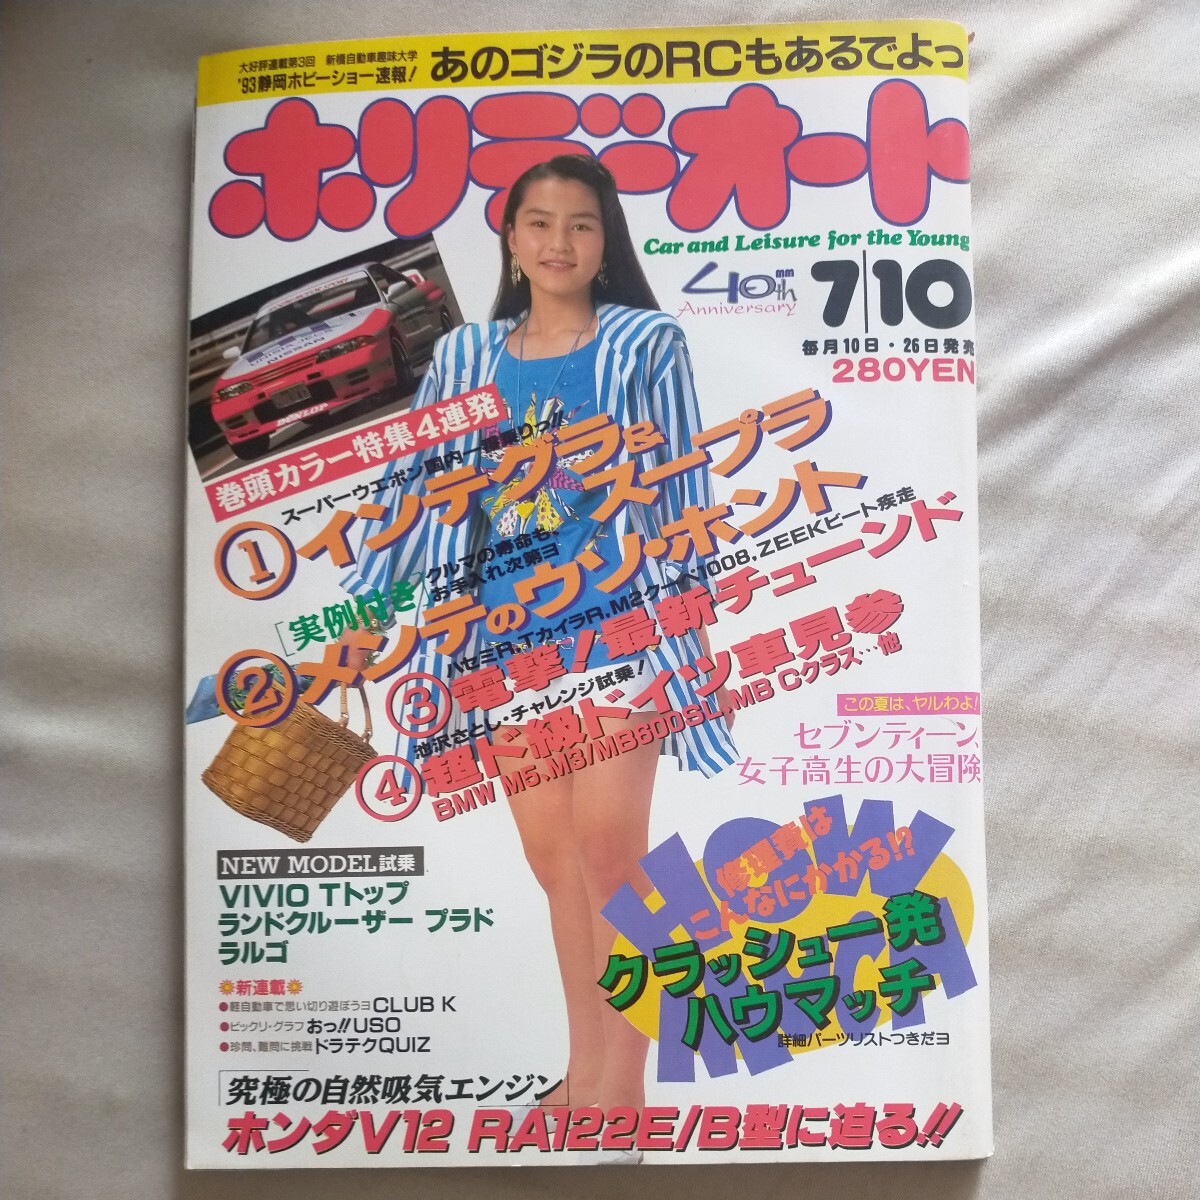 大好評連載第3回 新橋自動車趣味大学
'93静岡ホビーショー速報!
あのゴジラのRCもあるでよっ
ホリデーオート
Car and Leisure for the Young
40th
mm
Anniversary
7/10
毎月10日・26日発売
280YEN
NISSAN
DUNLOP
巻頭カラー特集4連発
スーパーウエポン国内一番乗りっ!!
①インテグラ&
スープラ
[実例付き]
クルマの寿命も、
お手入れ次第ヨ
②メンテのウソ・ホント
ハセミR、TカイラR、M2クーペ1008、ZEEKビート疾走
③電撃!最新チューンド
池沢さとし・チャレンジ試乗!
④超ド級ドイツ車見参
BMW M5、M3/MB600SL、MB Cクラス…他
この夏は、ヤルわよ!
セブンティーン、
女子高生の大冒険
NEW MODEL試乗
VIVIO Tトップ
ランドクルーザー プラド
ラルゴ
新連載
●軽自動車で思い切り遊ぼうヨ CLUB K
●ビックリ・グラフ おっ!!USO
●珍問、難問に挑戦 ドラテクQUIZ
HOW
MUCH
修理費は
こんなにかかる!?
クラッシュ一発
ハウマッチ
詳細パーツリストつきだヨ
[究極の自然吸気エンジン]
ホンダV12 RA122E/B型に迫る!!